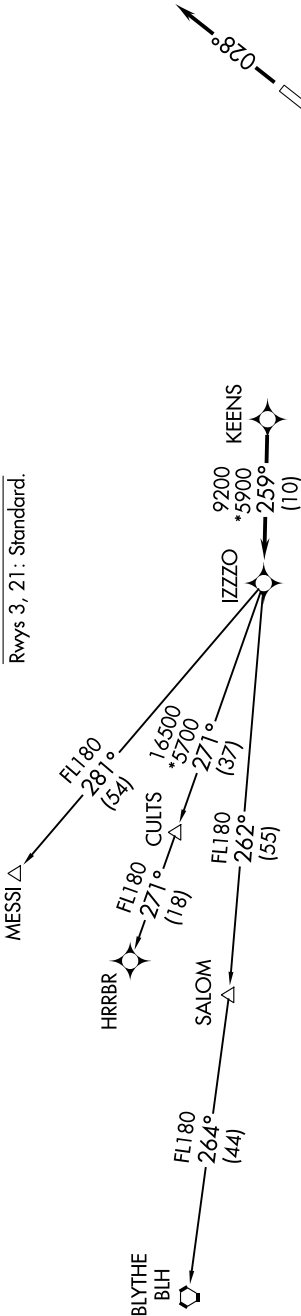 028°
Rwys 3, 21: Standard.
KEENS
9200
*5900
259°
(10)
IZZZO
FL180
281°
(54)
MESSI
16500
*5700
271°
(37)
CULTS
FL180
271°
(18)
HRRBR
FL180
262°
(55)
SALOM
FL180
264°
(44)
BLYTHE
BLH